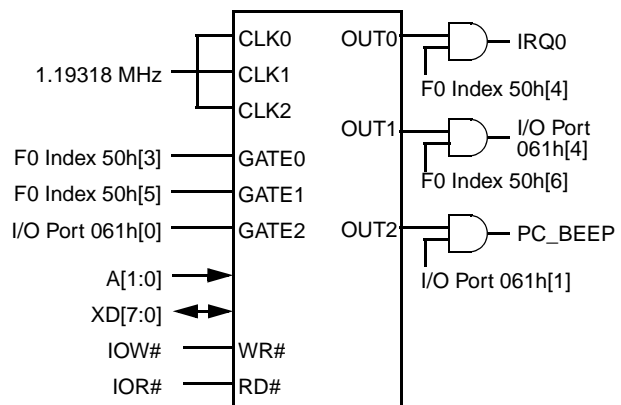 CLK0
OUT0
IRQ0
1.19318 MHz
CLK1
F0 Index 50h[4]
CLK2
OUT1
I/O Port
061h[4]
F0 Index 50h[3]
GATE0
F0 Index 50h[6]
F0 Index 50h[5]
GATE1
I/O Port 061h[0]
GATE2
OUT2
PC_BEEP
A[1:0]
I/O Port 061h[1]
XD[7:0]
IOW#
WR#
IOR#
RD#